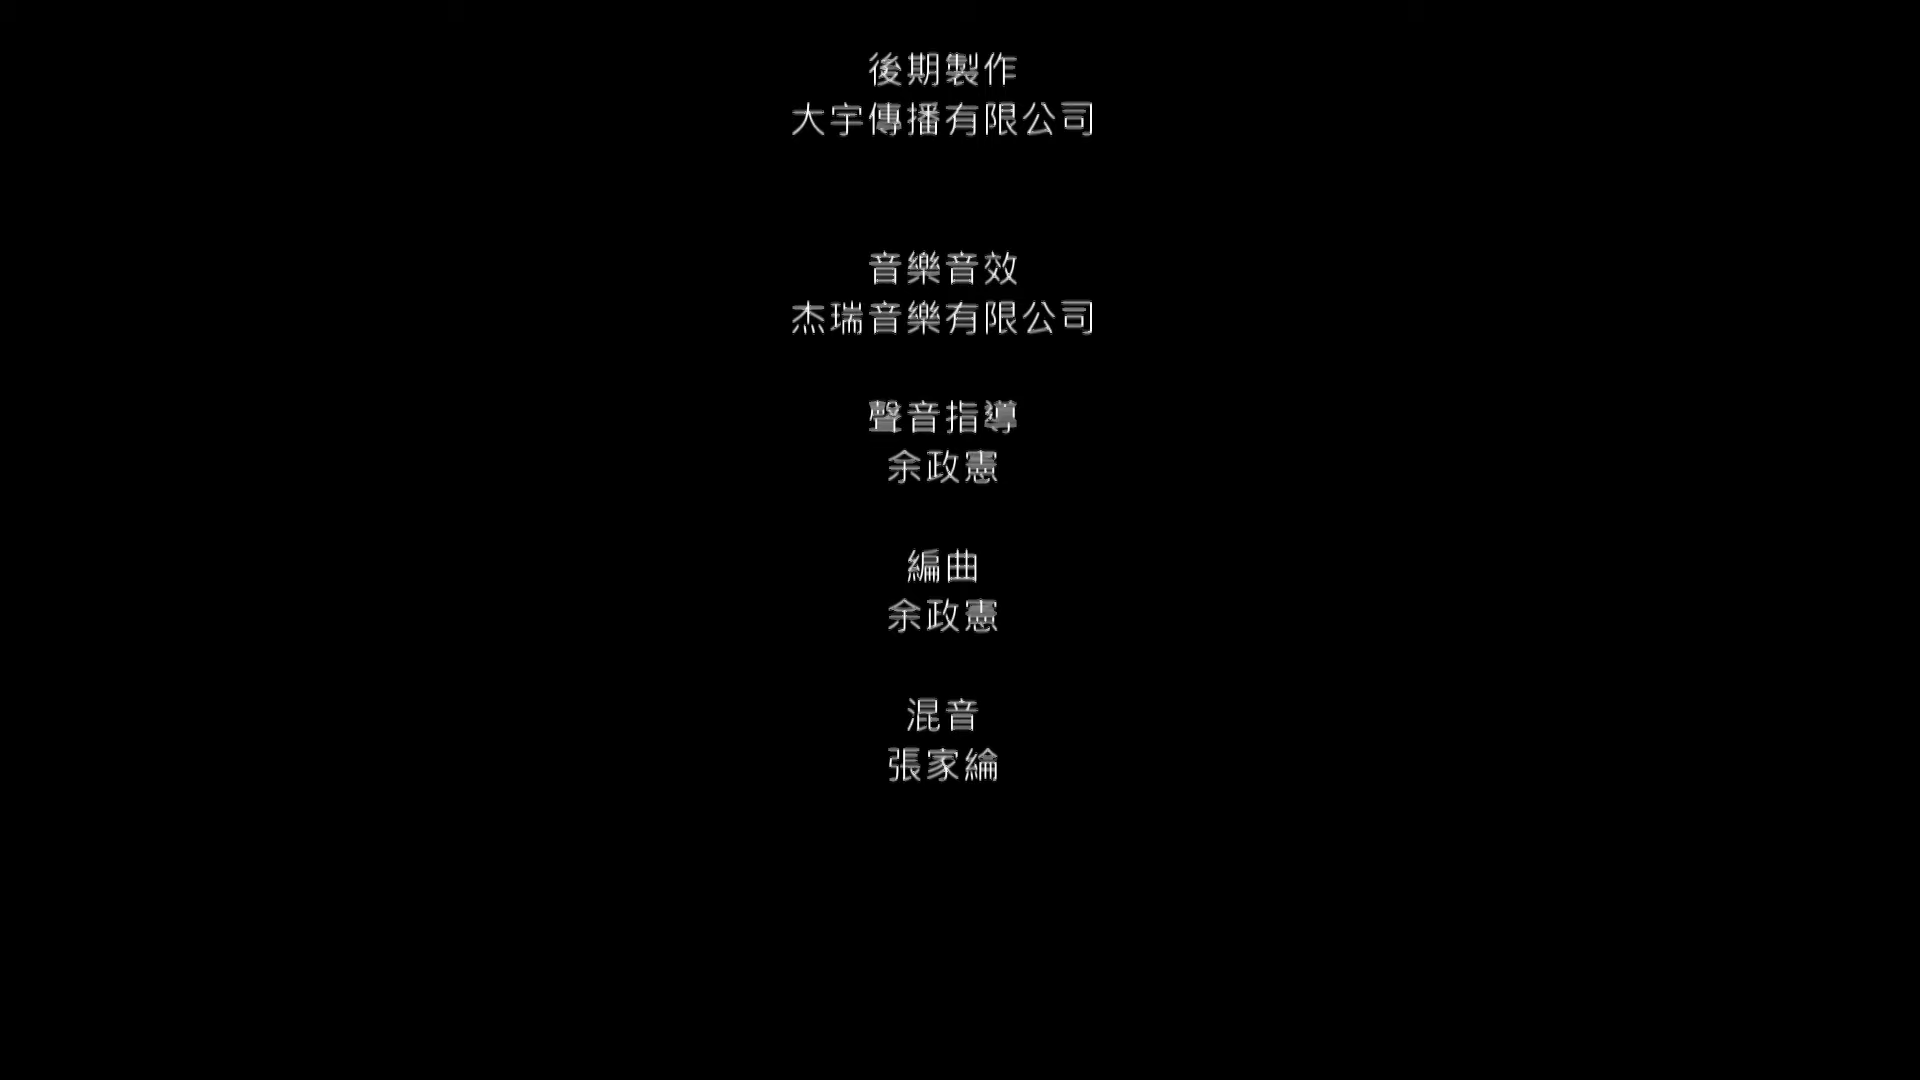 後期製作
大宇傳播有限公司
音樂音效
杰瑞音樂有限公司
聲音指導
余政憲
編曲
余政憲
混音
張家綸